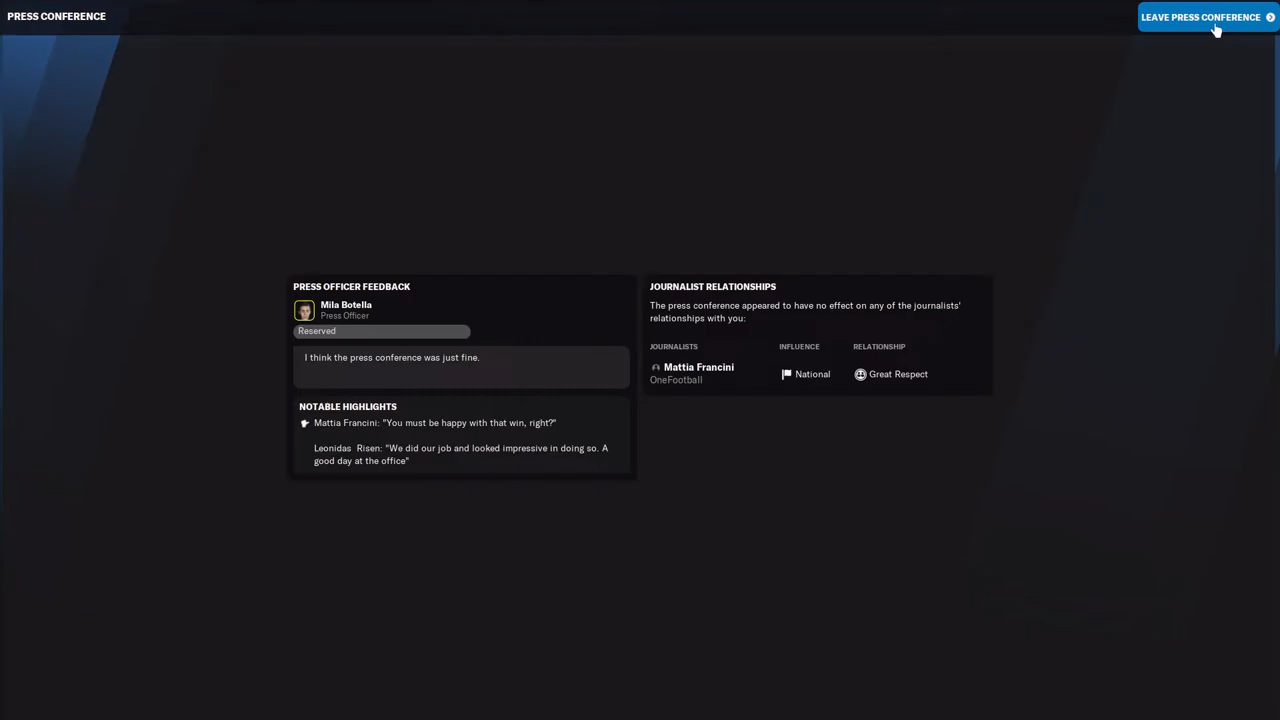 PRESS CONFERENCE
LEAVE PRESS CONFERENCE
PRESS OFFICER FEEDBACK
Mila Botella
Press Officer
Reserved
I think the press conference was just fine.
NOTABLE HIGHLIGHTS
Mattia Francini: "You must be happy with that win, right?"
Leonidas Risen: "We did our job and looked impressive in doing so. A
good day at the office"
JOURNALIST RELATIONSHIPS
The press conference appeared to have no effect on any of the journalists'
relationships with you:
JOURNALISTS INFLUENCE RELATIONSHIP
Mattia Francini
OneFootball
National
Great Respect